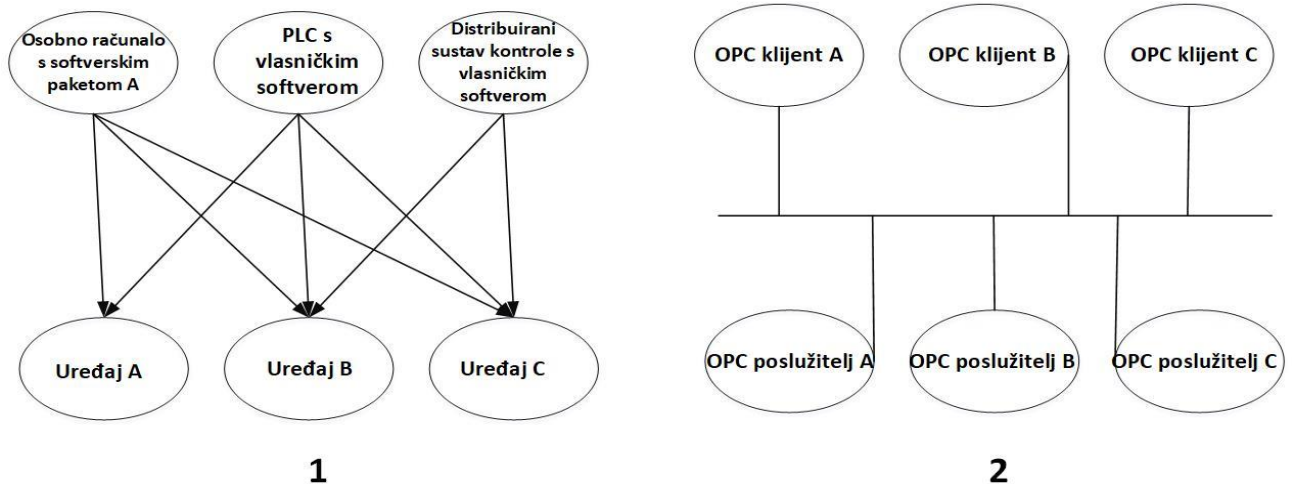 Osobno računalo
s softverskim
paketom A
PLC s
vlasničkim
softverom
Distribuirani
sustav kontrole s
vlasničkim
softverom
OPC klijent A
OPC klijent B
OPC klijent C
Uređaj A
Uređaj B
Uređaj C
OPC poslužitelj A
OPC poslužitelj B
OPC poslužitelj C
1
2